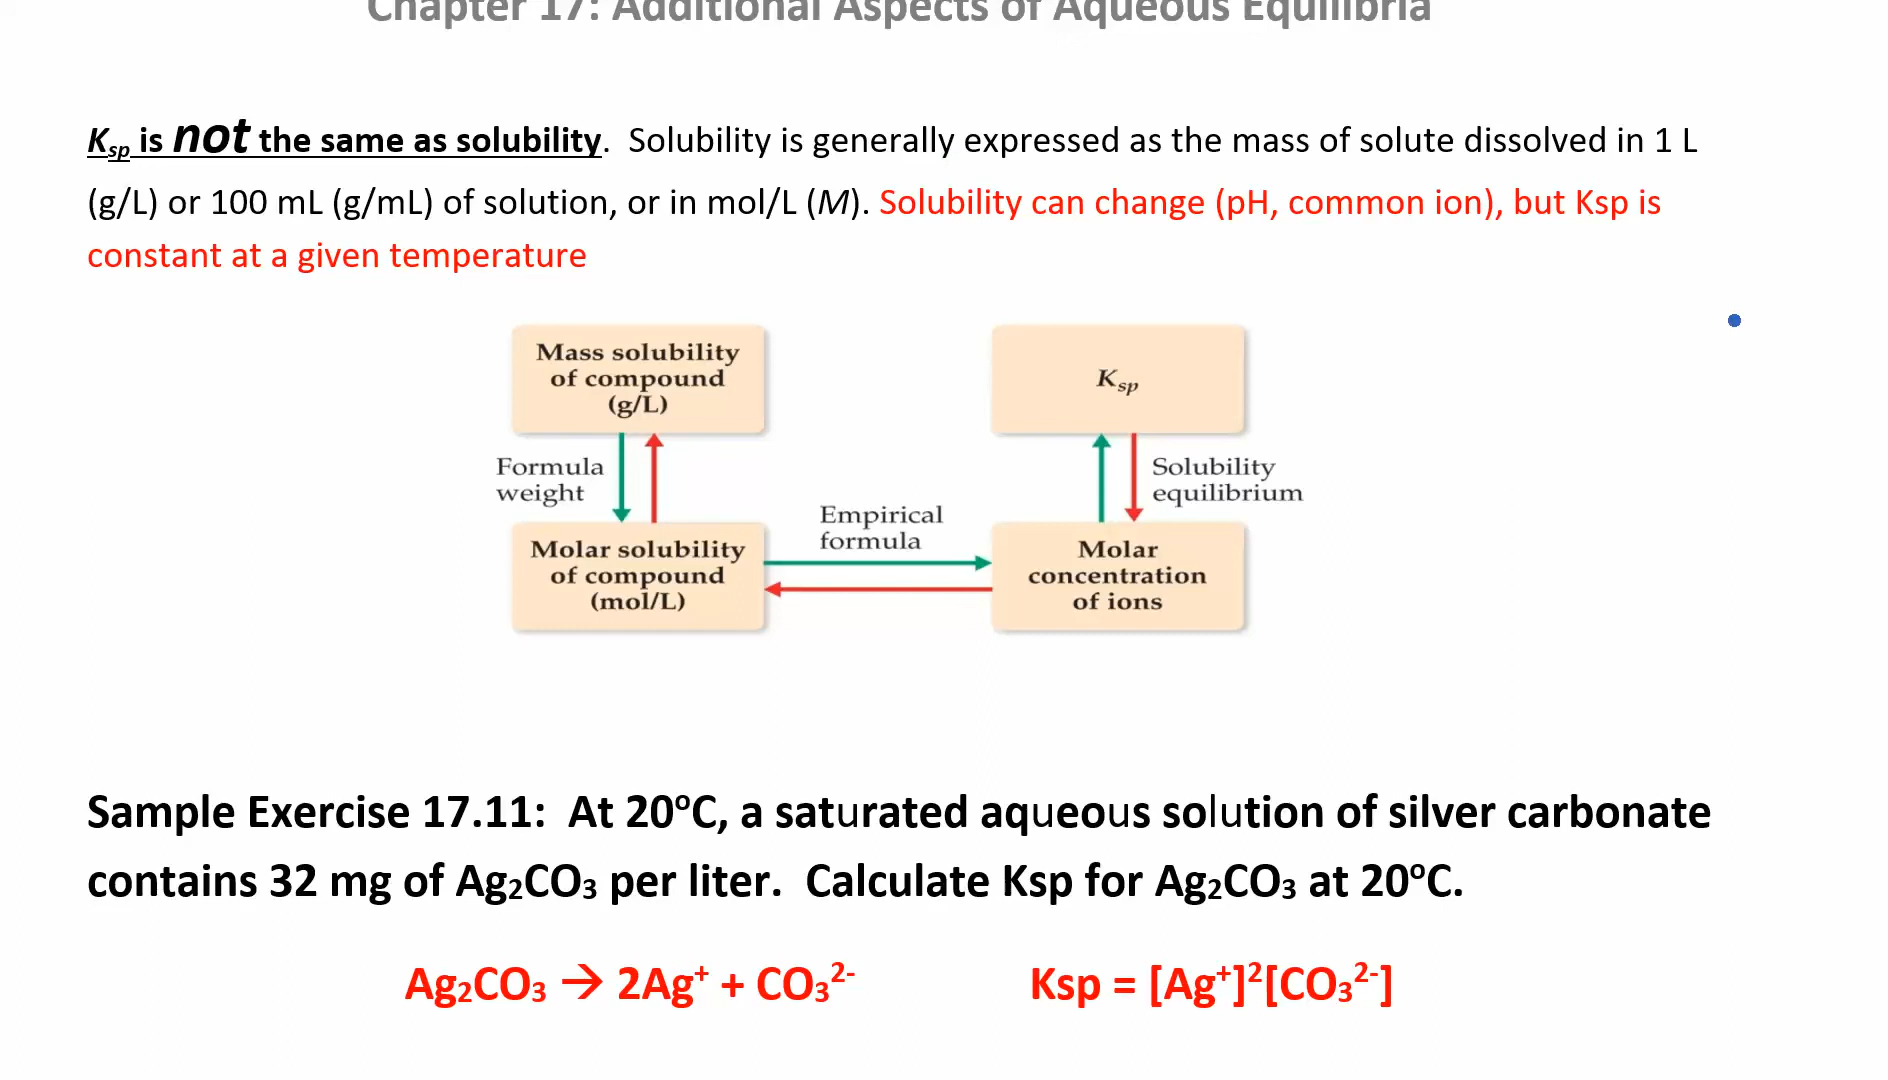 Chapter 17: Additional Aspects of Aqueous Equilibria
Ksp is not the same as solubility.  Solubility is generally expressed as the mass of solute dissolved in 1 L
(g/L) or 100 mL (g/mL) of solution, or in mol/L (M). Solubility can change (pH, common ion), but Ksp is
constant at a given temperature
Mass solubility
of compound
(g/L)
Ksp
Formula
weight
Solubility
equilibrium
Empirical
formula
Molar solubility
of compound
(mol/L)
Molar
concentration
of ions
Sample Exercise 17.11:  At 20°C, a saturated aqueous solution of silver carbonate
contains 32 mg of Ag₂CO₃ per liter.  Calculate Ksp for Ag₂CO₃ at 20°C.
Ag₂CO₃ → 2Ag⁺ + CO₃²⁻
Ksp = [Ag⁺]²[CO₃²⁻]